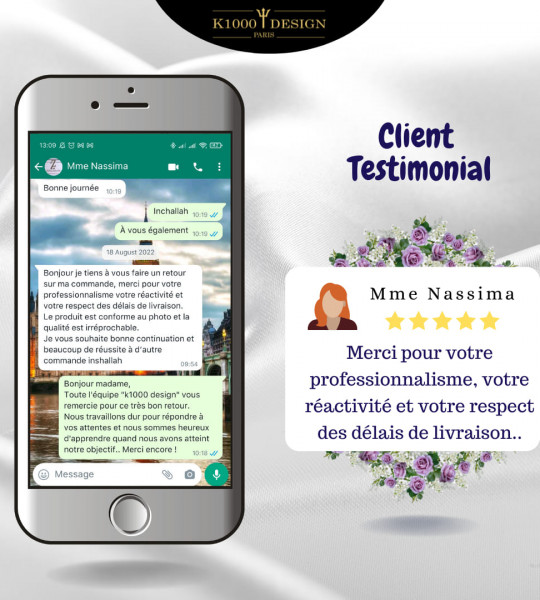 K1000 DESIGN
PARIS
Client
Testimonial
13:09
Mme Nassima
Bonne journée 10:19
Inchallah 10:19
À vous également 10:19
18 August 2022
Bonjour je tiens à vous faire un retour
sur ma commande, merci pour votre
professionnalisme votre réactivité et
votre respect des délais de livraison.
Le produit est conforme au photo et la
qualité est irréprochable.
Je vous souhaite bonne continuation et
beaucoup de réussite à d'autre
commande inshallah
08:54
Bonjour madame,
Toute l'équipe "k1000 design" vous
remercie pour ce très bon retour.
Nous travaillons dur pour répondre à
vos attentes et nous sommes heureux
d'apprendre quand nous avons atteint
notre objectif.. Merci encore !
10:18
Message
Mme Nassima
Merci pour votre
professionnalisme, votre
réactivité et votre respect
des délais de livraison..